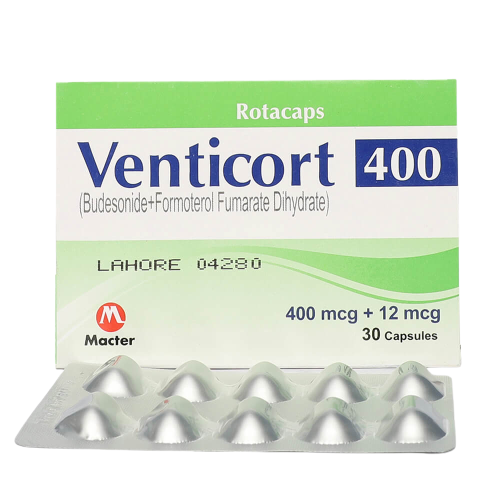 Rotacaps
Venticort 400
(Budesonide+Formoterol Fumarate Dihydrate)
LAHORE 04280
400 mcg + 12 mcg
30 Capsules
M
Macter